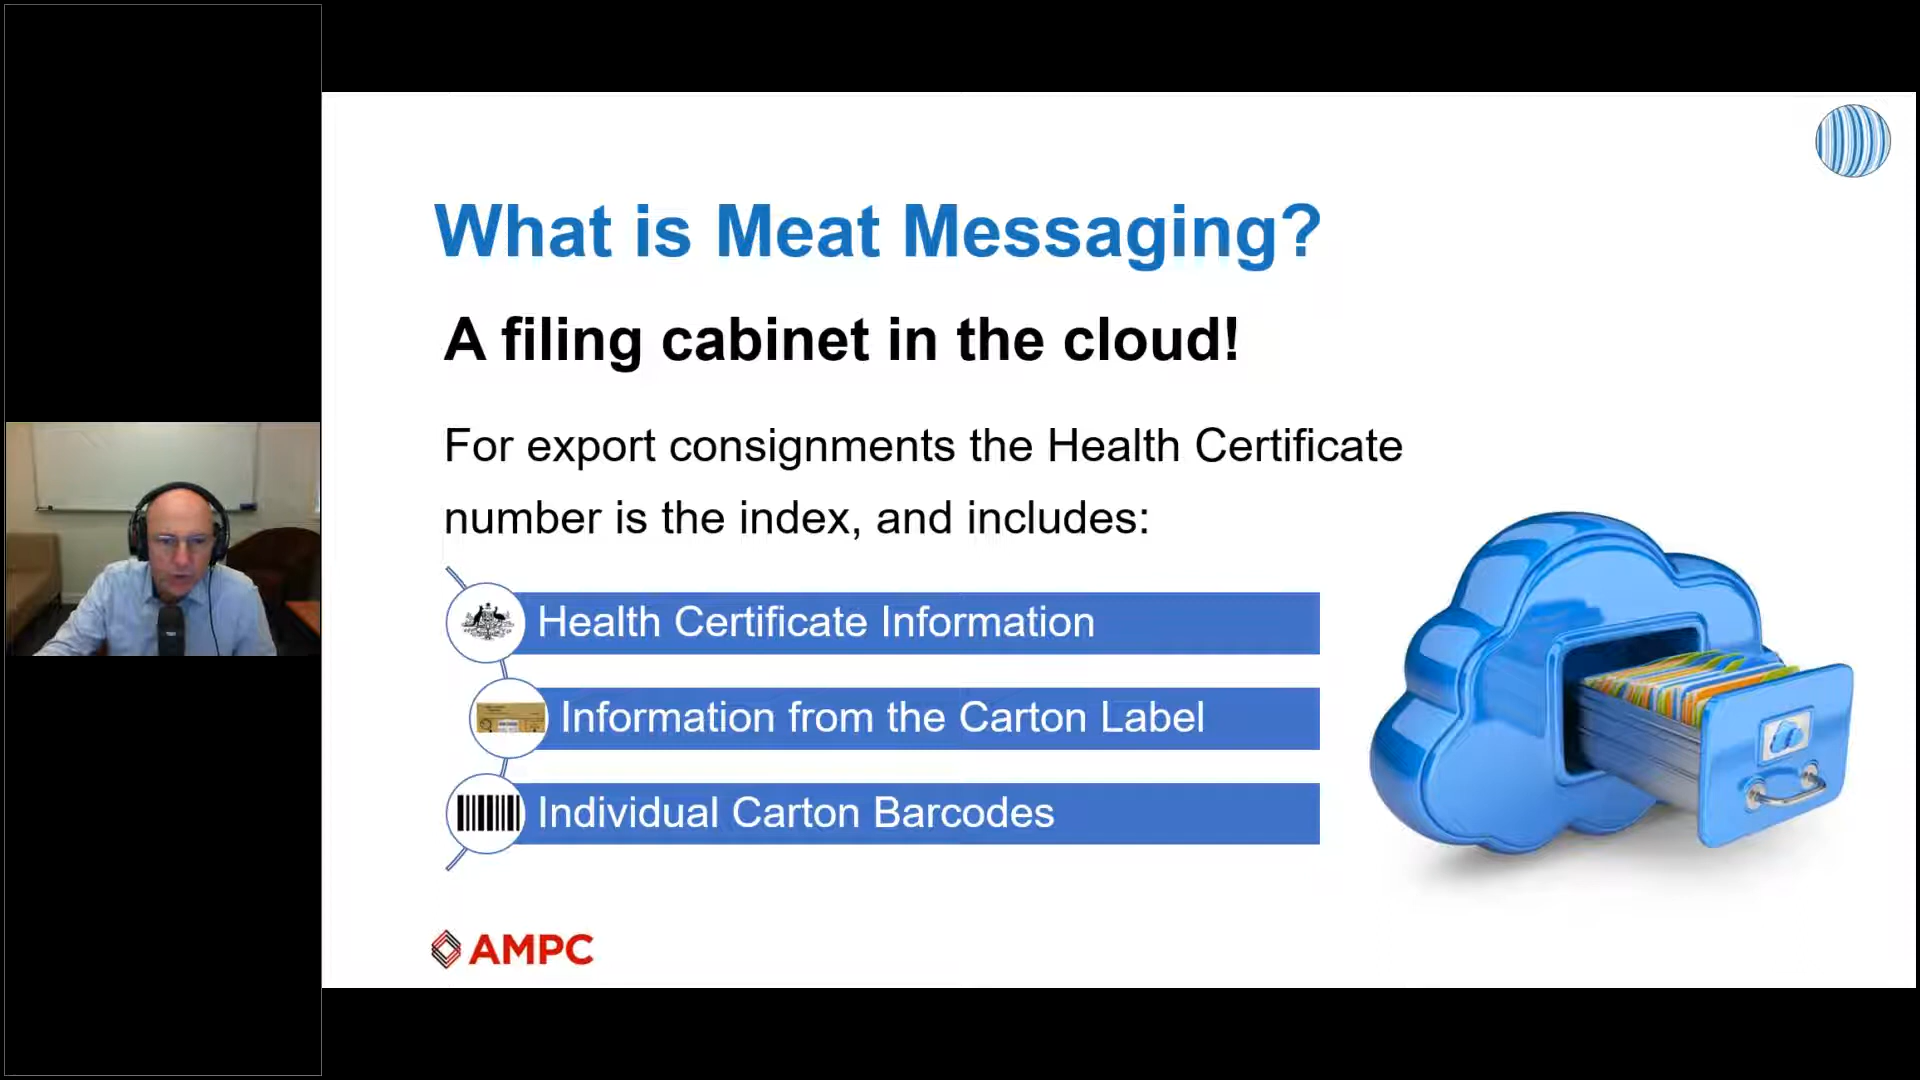 What is Meat Messaging?
A filing cabinet in the cloud!
For export consignments the Health Certificate
number is the index, and includes:
Health Certificate Information
Information from the Carton Label
Individual Carton Barcodes
AMPC